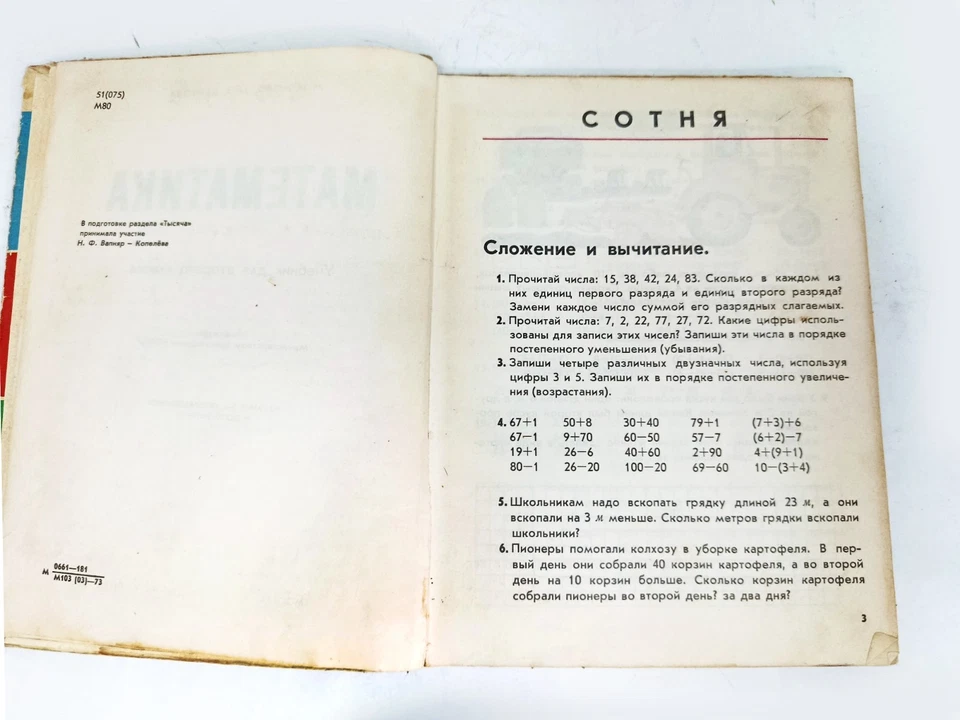 51(075)
М80
МАТЕМАТИКА
В подготовке раздела «Тысяча»
принимала участие
Н. Ф. Вапняр – Копелёва
М 0661—181
М103 (03)—73
СОТНЯ
Сложение и вычитание.
1. Прочитай числа: 15, 38, 42, 24, 83. Сколько в каждом из
них единиц первого разряда и единиц второго разряда?
Замени каждое число суммой его разрядных слагаемых.
2. Прочитай числа: 7, 2, 22, 77, 27, 72. Какие цифры исполь-
зованы для записи этих чисел? Запиши эти числа в порядке
постепенного уменьшения (убывания).
3. Запиши четыре различных двузначных числа, используя
цифры 3 и 5. Запиши их в порядке постепенного увеличе-
ния (возрастания).
4. 67+1 50+8 30+40 79+1 (7+3)+6
67−1 9+70 60−50 57−7 (6+2)−7
19+1 26−6 40+60 2+90 4+(9+1)
80−1 26−20 100−20 69−60 10−(3+4)
5. Школьникам надо вскопать грядку длиной 23 м, а они
вскопали на 3 м меньше. Сколько метров грядки вскопали
школьники?
6. Пионеры помогали колхозу в уборке картофеля. В пер-
вый день они собрали 40 корзин картофеля, а во второй
день на 10 корзин больше. Сколько корзин картофеля
собрали пионеры во второй день? за два дня?
3